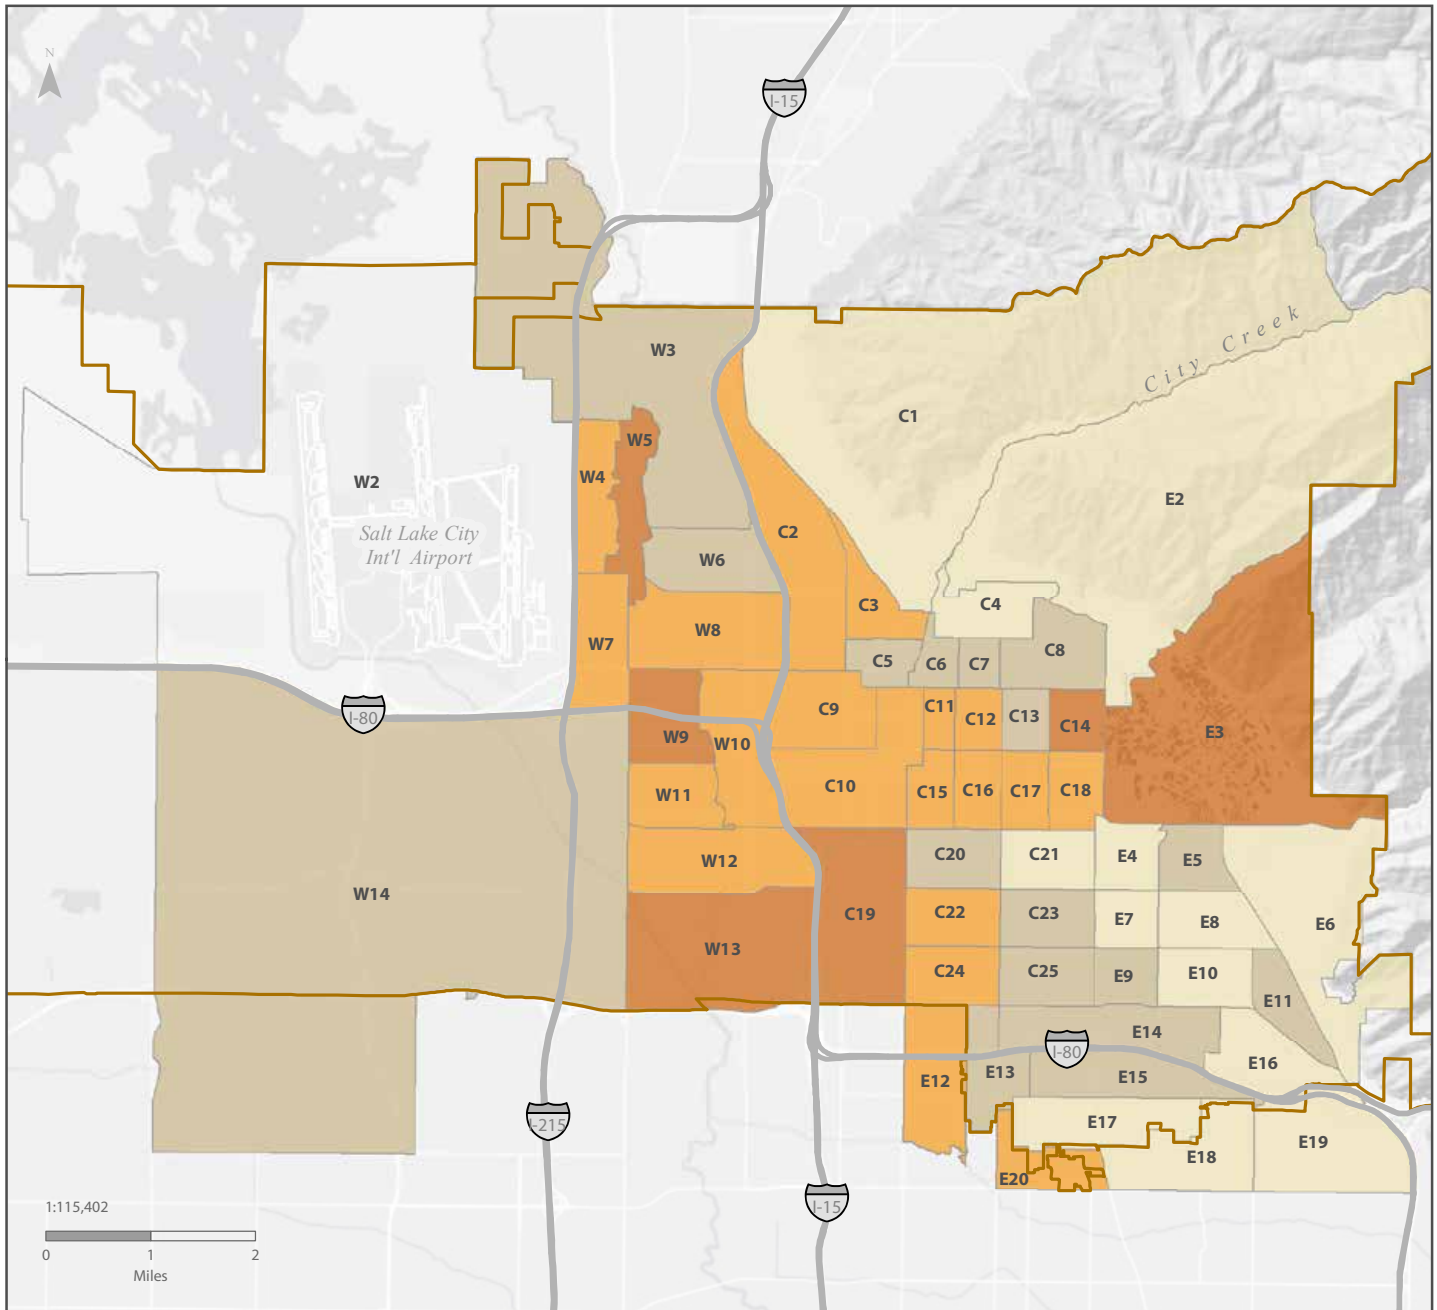 N
I-15
City Creek
W3
C1
W5
W4
W2
E2
Salt Lake City
Int'l Airport
C2
W6
C3
C4
W8
W7
C5
C6
C7
C8
I-80
C9
C11
C12
C13
C14
E3
W9
W10
W11
C10
C15
C16
C17
C18
W12
C20
C21
E4
E5
W14
C19
C22
C23
E7
E8
E6
W13
C24
C25
E9
E10
E11
E14
I-80
E12
E13
E15
E16
I-215
E17
E18
E19
E20
I-15
1:115,402
0 1 2
Miles